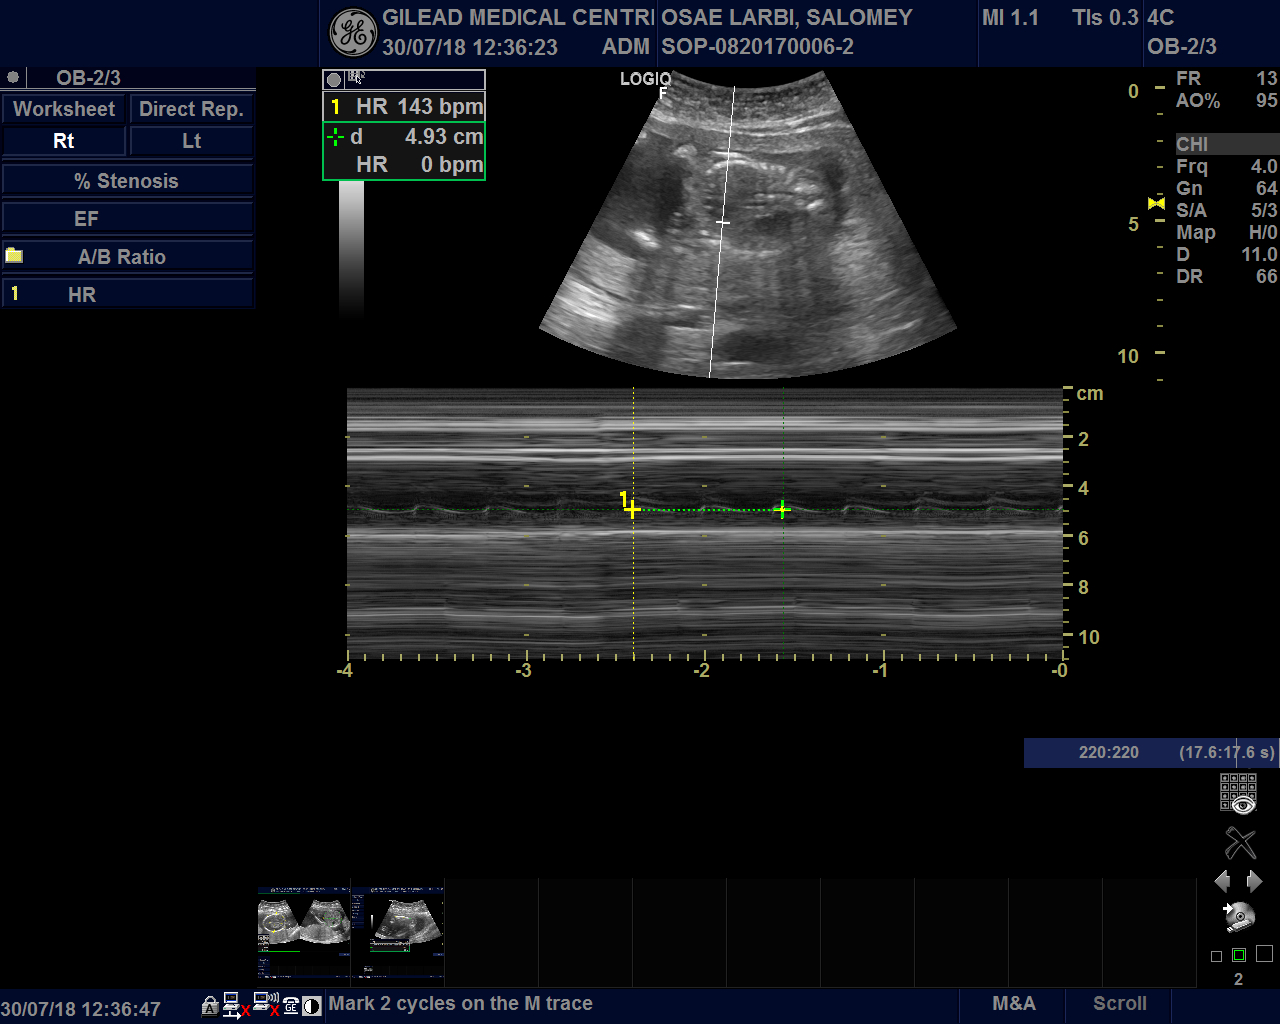 GILEAD MEDICAL CENTRE OSAE LARBI, SALOMEY MI 1.1 TIs 0.3 4C
30/07/18 12:36:23 ADM SOP-0820170006-2 OB-2/3
OB-2/3
Worksheet Direct Rep.
Rt Lt
% Stenosis
EF
A/B Ratio
1 HR
1 HR 143 bpm
d 4.93 cm
HR 0 bpm
LOGIQ
F
0
5
10
FR 13
AO% 95
CHI
Frq 4.0
Gn 64
S/A 5/3
Map H/0
D 11.0
DR 66
cm
2
4
6
8
10
1
-4 -3 -2 -1 -0
220:220 (17.6:17.6 s)
2
30/07/18 12:36:47 Mark 2 cycles on the M trace M&A Scroll